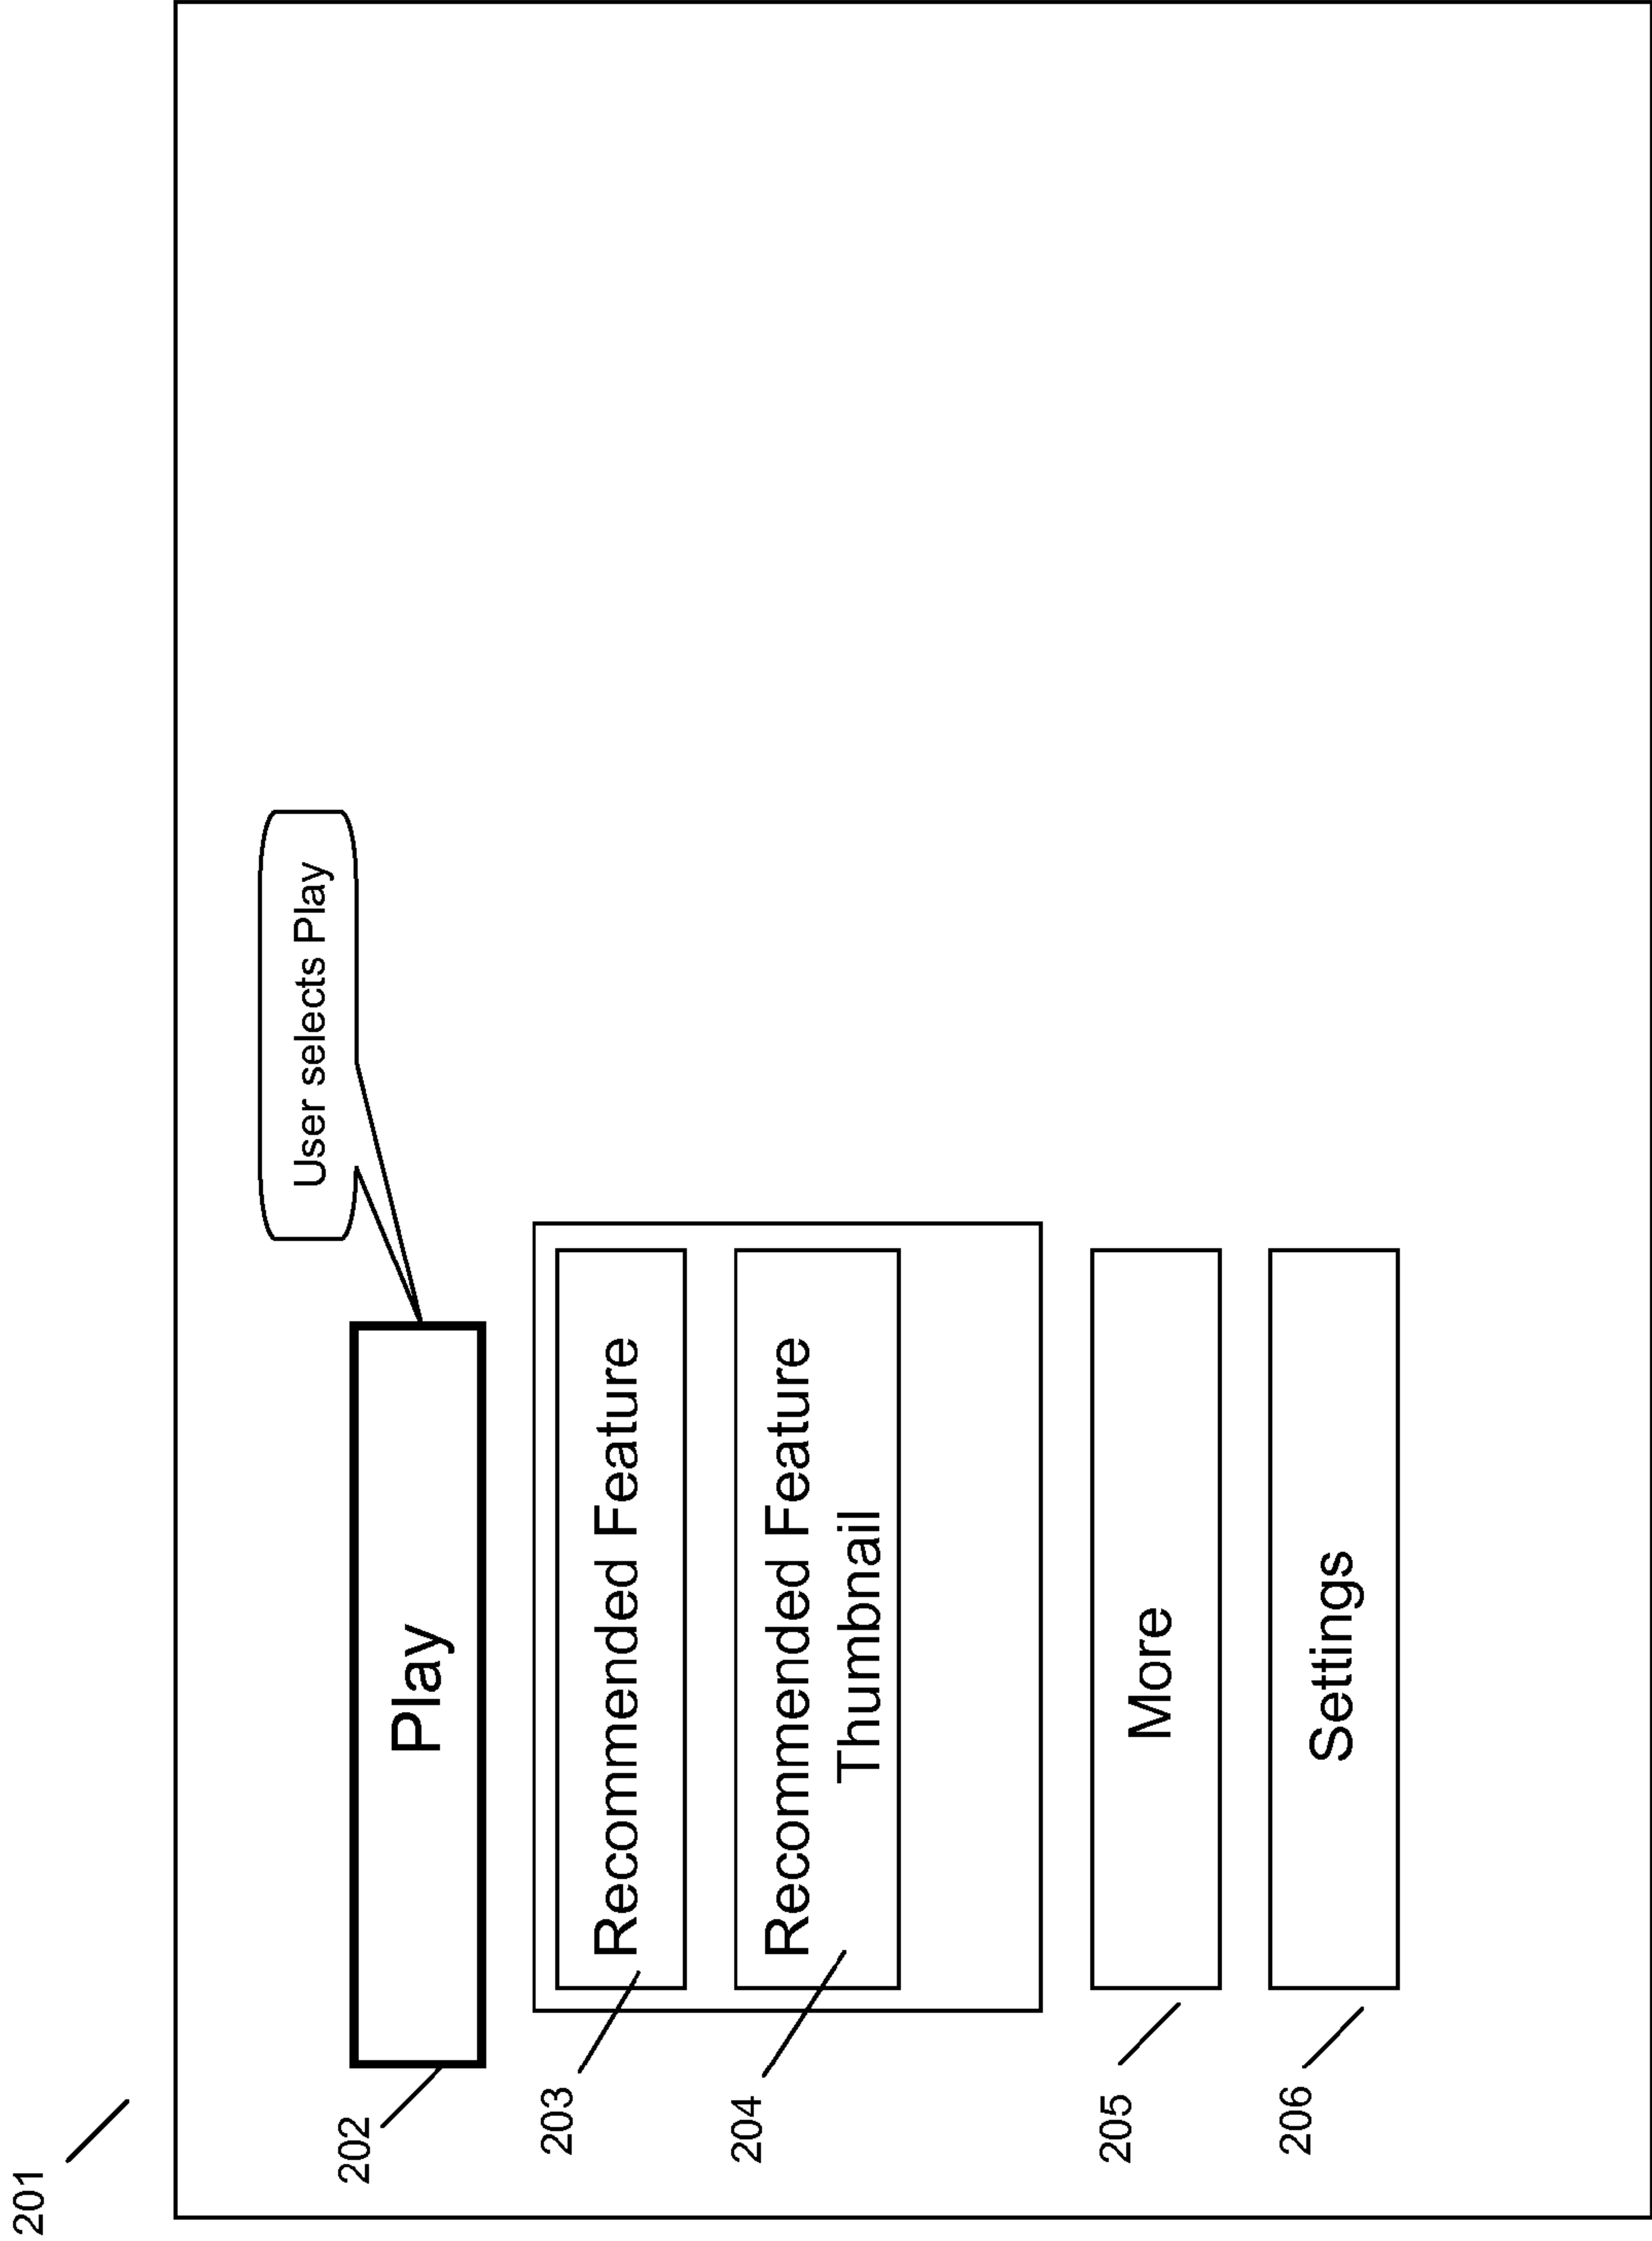 201
User selects Play
202
Play
203
Recommended Feature
204
Recommended Feature
Thumbnail
205
More
206
Settings